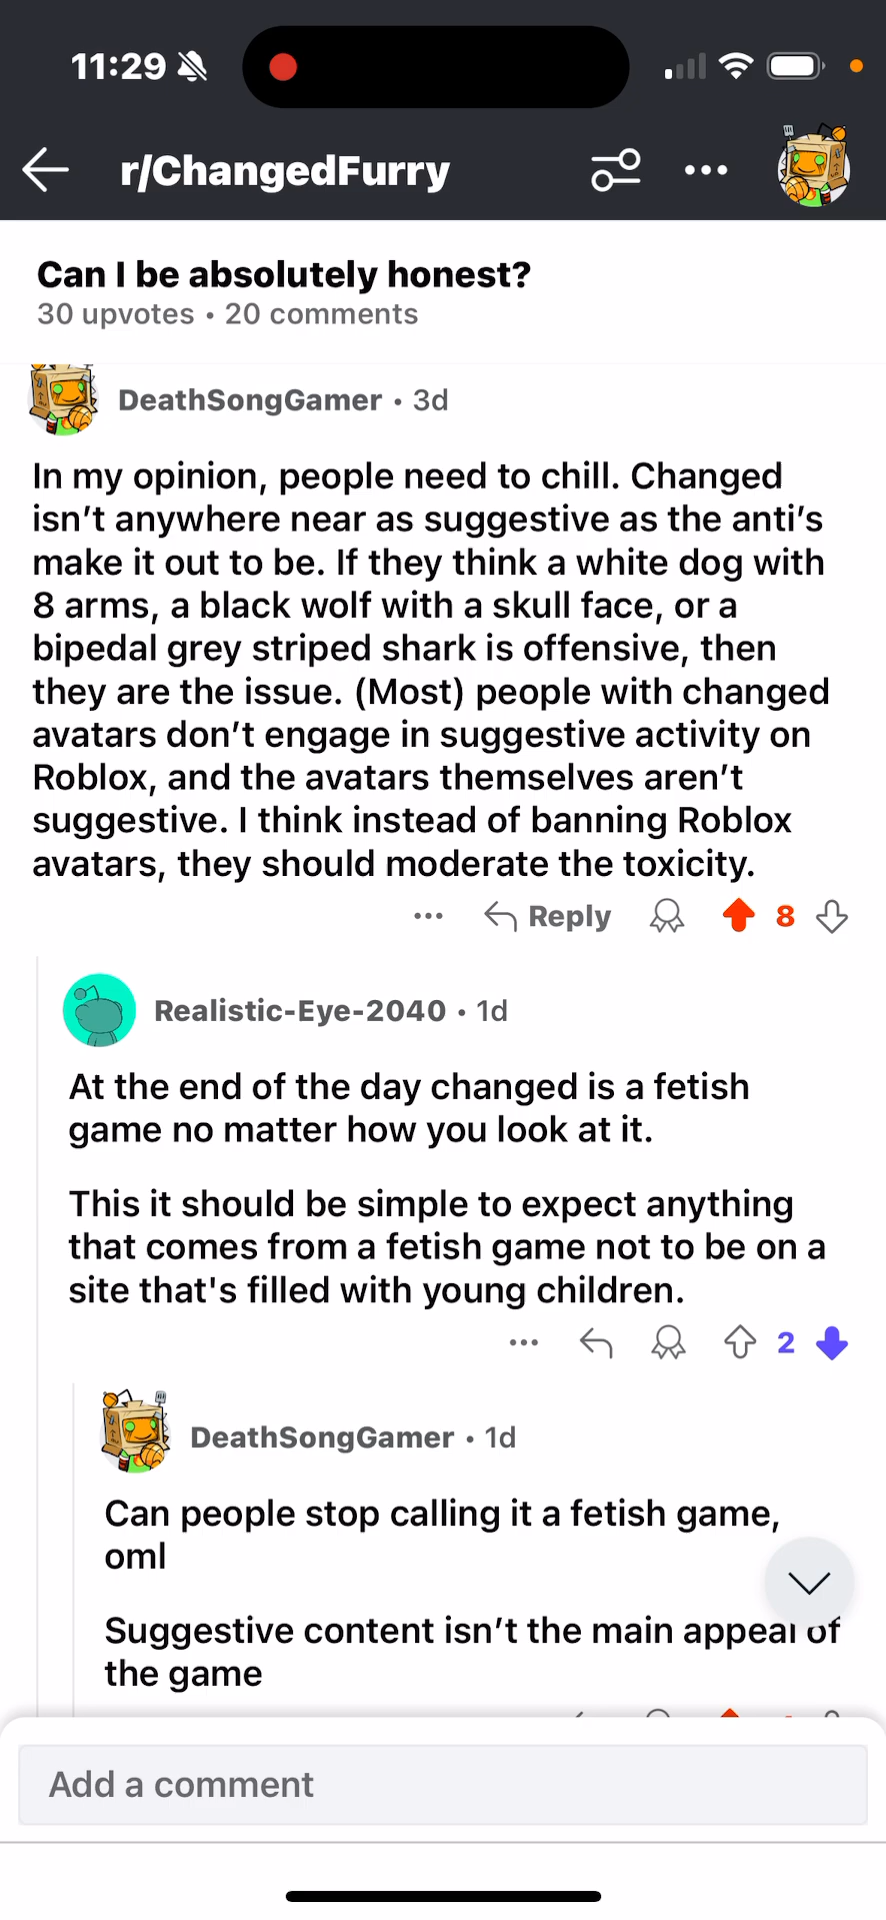 11:29
r/ChangedFurry
Can I be absolutely honest?
30 upvotes • 20 comments
DeathSongGamer • 3d
In my opinion, people need to chill. Changed
isn’t anywhere near as suggestive as the anti’s
make it out to be. If they think a white dog with
8 arms, a black wolf with a skull face, or a
bipedal grey striped shark is offensive, then
they are the issue. (Most) people with changed
avatars don’t engage in suggestive activity on
Roblox, and the avatars themselves aren’t
suggestive. I think instead of banning Roblox
avatars, they should moderate the toxicity.
Reply 8
Realistic-Eye-2040 • 1d
At the end of the day changed is a fetish
game no matter how you look at it.
This it should be simple to expect anything
that comes from a fetish game not to be on a
site that's filled with young children.
2
DeathSongGamer • 1d
Can people stop calling it a fetish game,
oml
Suggestive content isn’t the main appeal of
the game
Add a comment